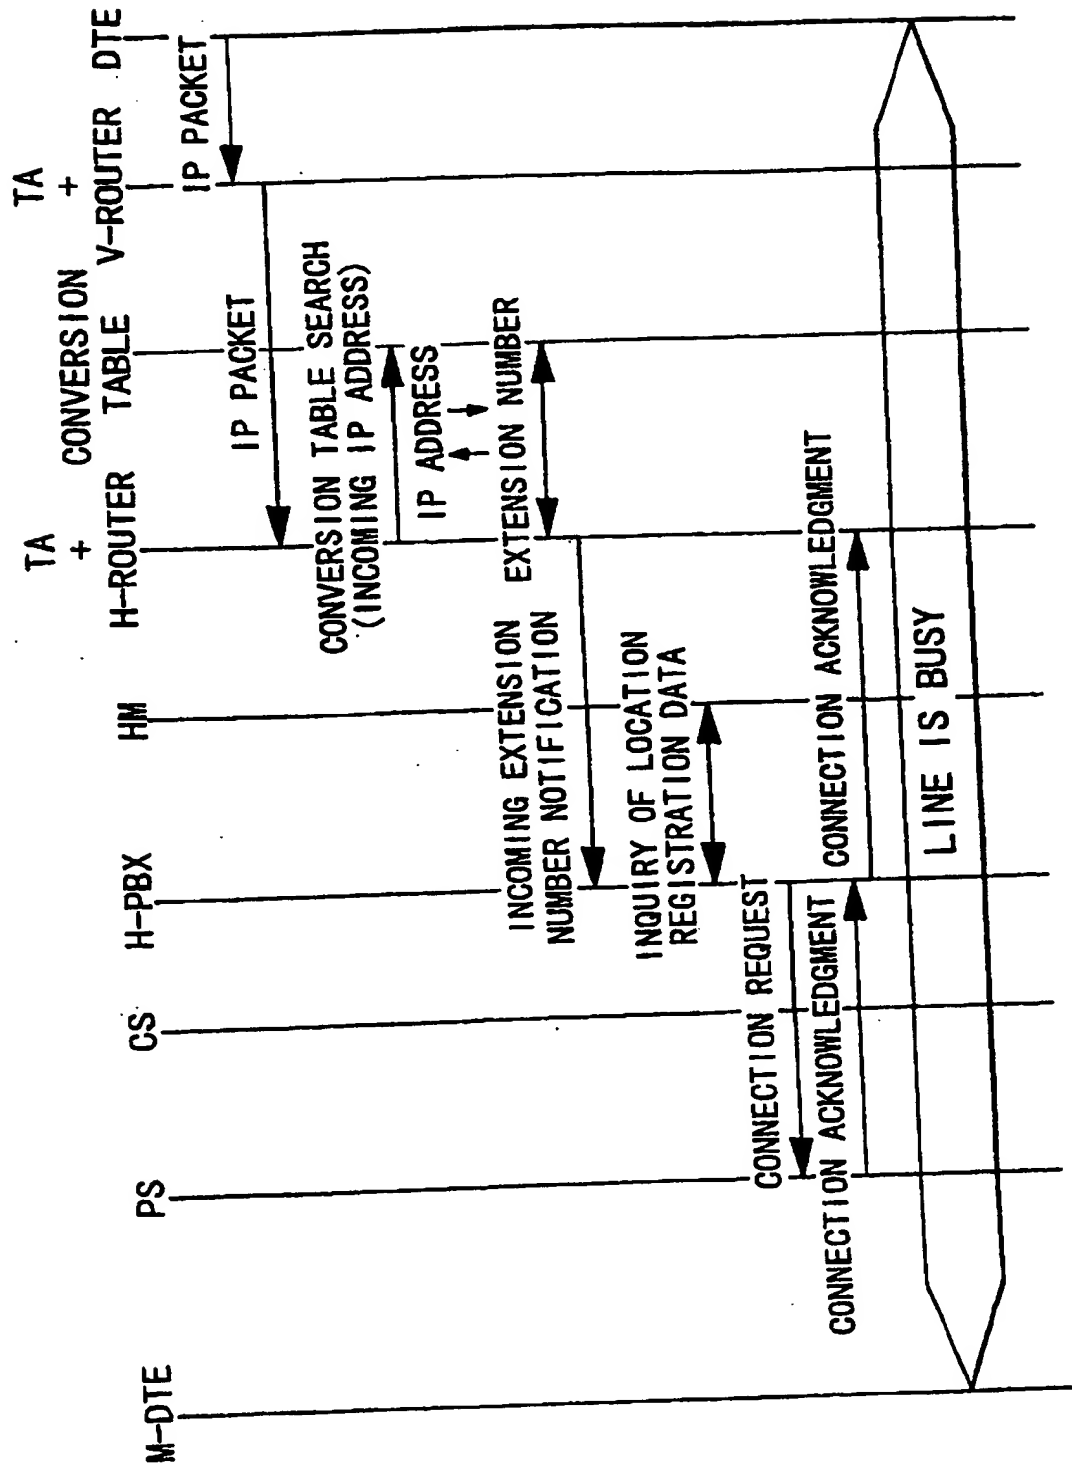 M-DTE
PS
CS
H-PBX
HM
TA
+
H-ROUTER
CONVERSION
TABLE
TA
+
V-ROUTER
DTE
IP PACKET
IP PACKET
CONVERSION TABLE SEARCH
(INCOMING IP ADDRESS)
IP ADDRESS
EXTENSION NUMBER
INCOMING EXTENSION
NUMBER NOTIFICATION
INQUIRY OF LOCATION
REGISTRATION DATA
CONNECTION REQUEST
CONNECTION ACKNOWLEDGMENT
CONNECTION ACKNOWLEDGMENT
LINE IS BUSY